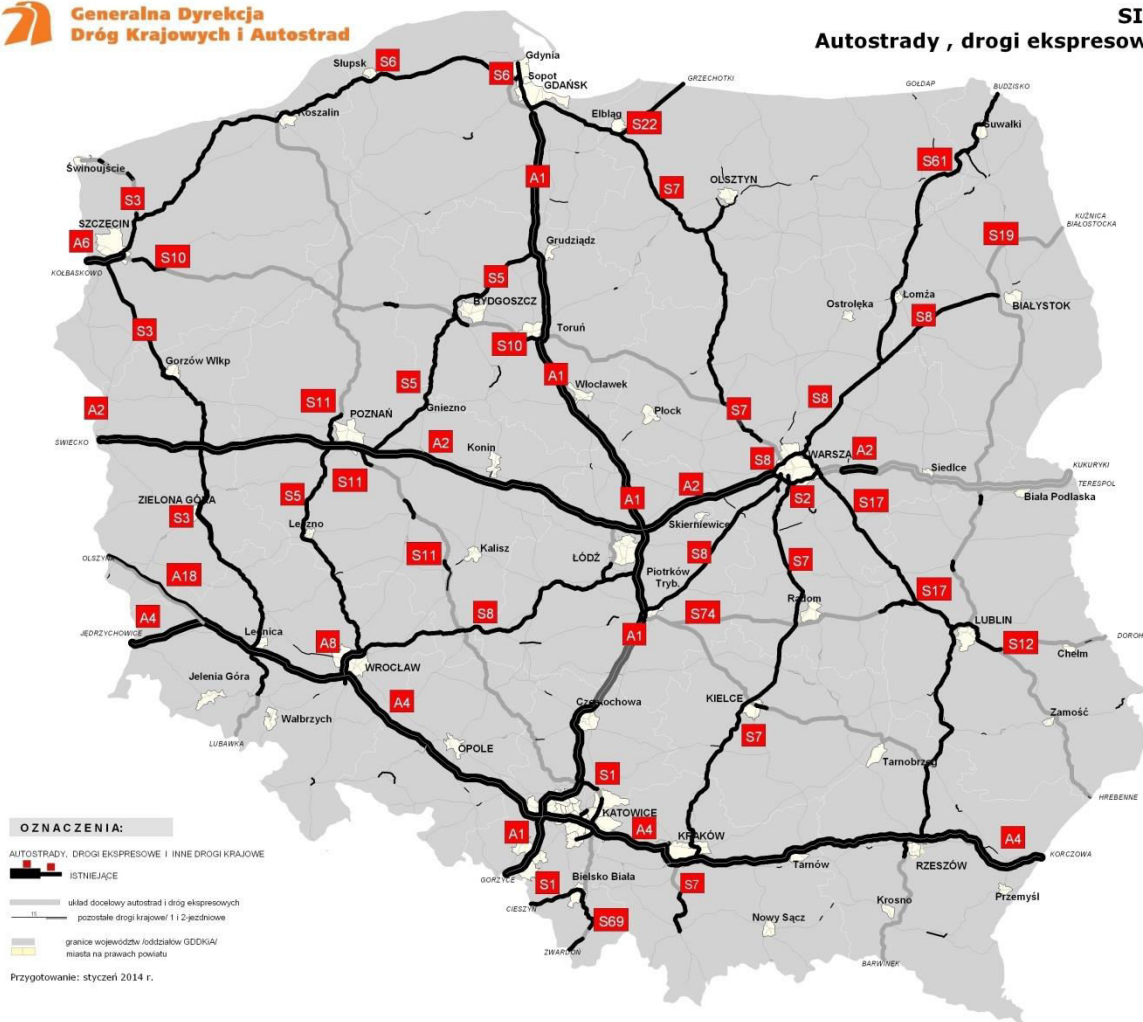 Generalna Dyrekcja
Dróg Krajowych i Autostrad
SI
Autostrady , drogi ekspresow
Gdynia
Słupsk
S6
S6
Sopot
GDAŃSK
GRZECHOTKI
GOŁDAP
BUDZISKO
Koszalin
Elbląg
S22
Suwałki
Świnoujście
S61
A1
S7
OLSZTYN
S3
SZCZECIN
KUŹNICA
BIAŁOSTOCKA
A6
S10
Grudziądz
S19
KOŁBASKOWO
S5
BYDGOSZCZ
Ostrołęka
Łomża
BIAŁYSTOK
S8
S3
Toruń
S10
Gorzów Wlkp
A1
S5
Włocławek
A2
S11
Gniezno
S8
POZNAŃ
Płock
S7
ŚWIECKO
A2
Konin
S8
WARSZA
A2
Siedlce
KUKURYKI
TERESPOL
S11
A2
S2
S17
Biała Podlaska
ZIELONA GÓRA
S5
A1
S3
Leszno
Skierniewice
OLSZYNA
S11
Kalisz
ŁÓDŹ
S8
S7
A18
Piotrków
Tryb.
S17
A4
S8
S74
Radom
LUBLIN
JĘDRZYCHOWICE
Legnica
A8
A1
S12
DOROH
Chełm
WROCŁAW
Jelenia Góra
A4
Częstochowa
KIELCE
Zamość
Wałbrzych
S7
LUBAWKA
OPOLE
Tarnobrzeg
S1
HREBENNE
KATOWICE
OZNACZENIA:
A1
A4
KRAKÓW
A4
AUTOSTRADY, DROGI EKSPRESOWE I INNE DROGI KRAJOWE
ISTNIEJĄCE
GORZYCE
S1
Bielsko Biała
S7
Tarnów
RZESZÓW
KORCZOWA
Przemyśl
układ docelowy autostrad i dróg ekspresowych
15
pozostałe drogi krajowe/ 1 i 2-jezdniowe
CIESZYN
S69
Nowy Sącz
Krosno
granice województw /oddziałów GDDKiA/
miasta na prawach powiatu
ZWARDOŃ
BARWINEK
Przygotowanie: styczeń 2014 r.